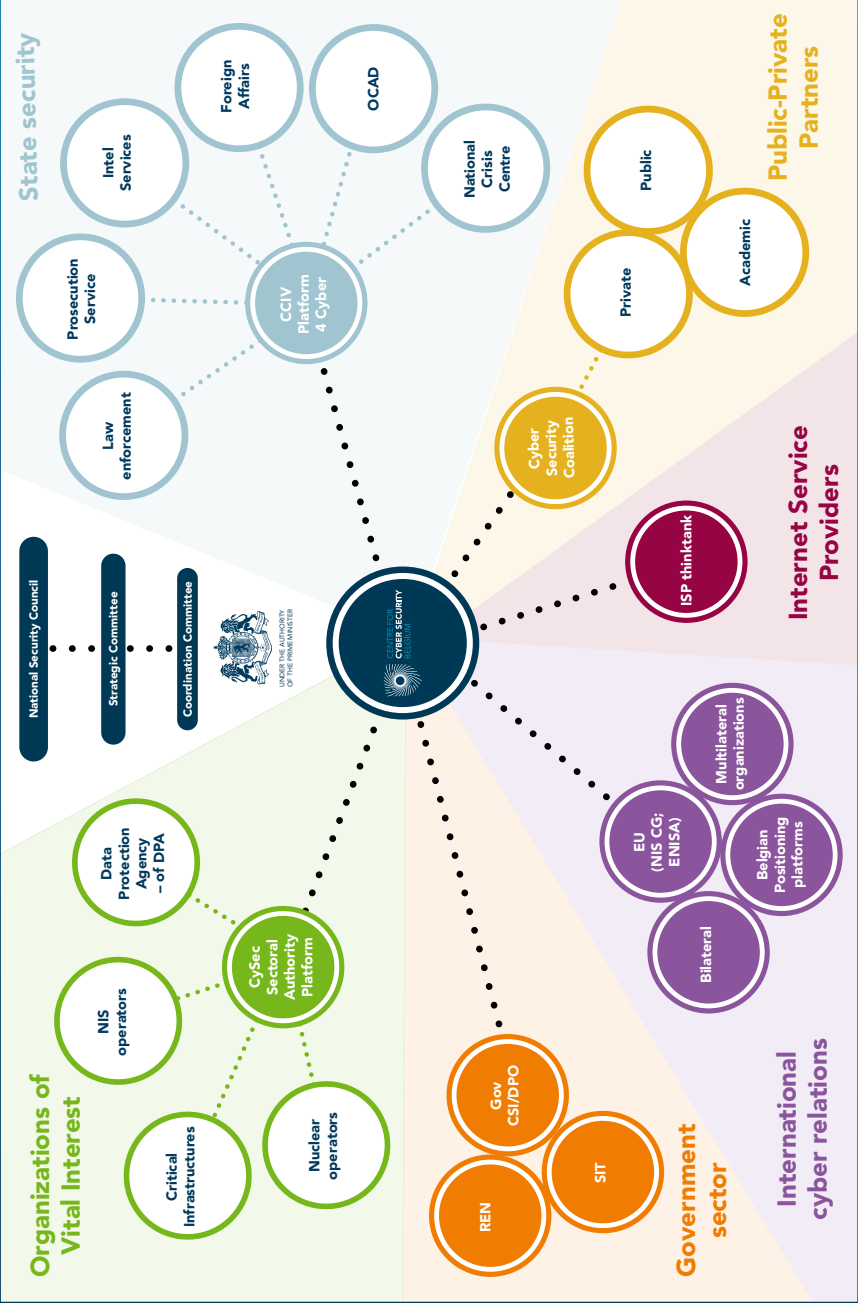 Organizations of
Vital Interest
Data
Protection
Agency
– of DPA
NIS
operators
Critical
Infrastructures
Nuclear
operators
CySec
Sectoral
Authority
Platform
National Security Council
Strategic Committee
Coordination Committee
UNDER THE AUTHORITY
OF THE PRIME MINISTER
CENTRE FOR
CYBER SECURITY
BELGIUM
State security
Law
enforcement
Prosecution
Service
Intel
Services
Foreign
Affairs
OCAD
National
Crisis
Centre
CCIV
Platform
4 Cyber
Government
sector
REN
Gov
CSI/DPO
SIT
International
cyber relations
Bilateral
EU
(NIS CG;
ENISA)
Belgian
Positioning
platforms
Multilateral
organizations
Internet Service
Providers
ISP thinktank
Public-Private
Partners
Cyber
Security
Coalition
Private
Public
Academic